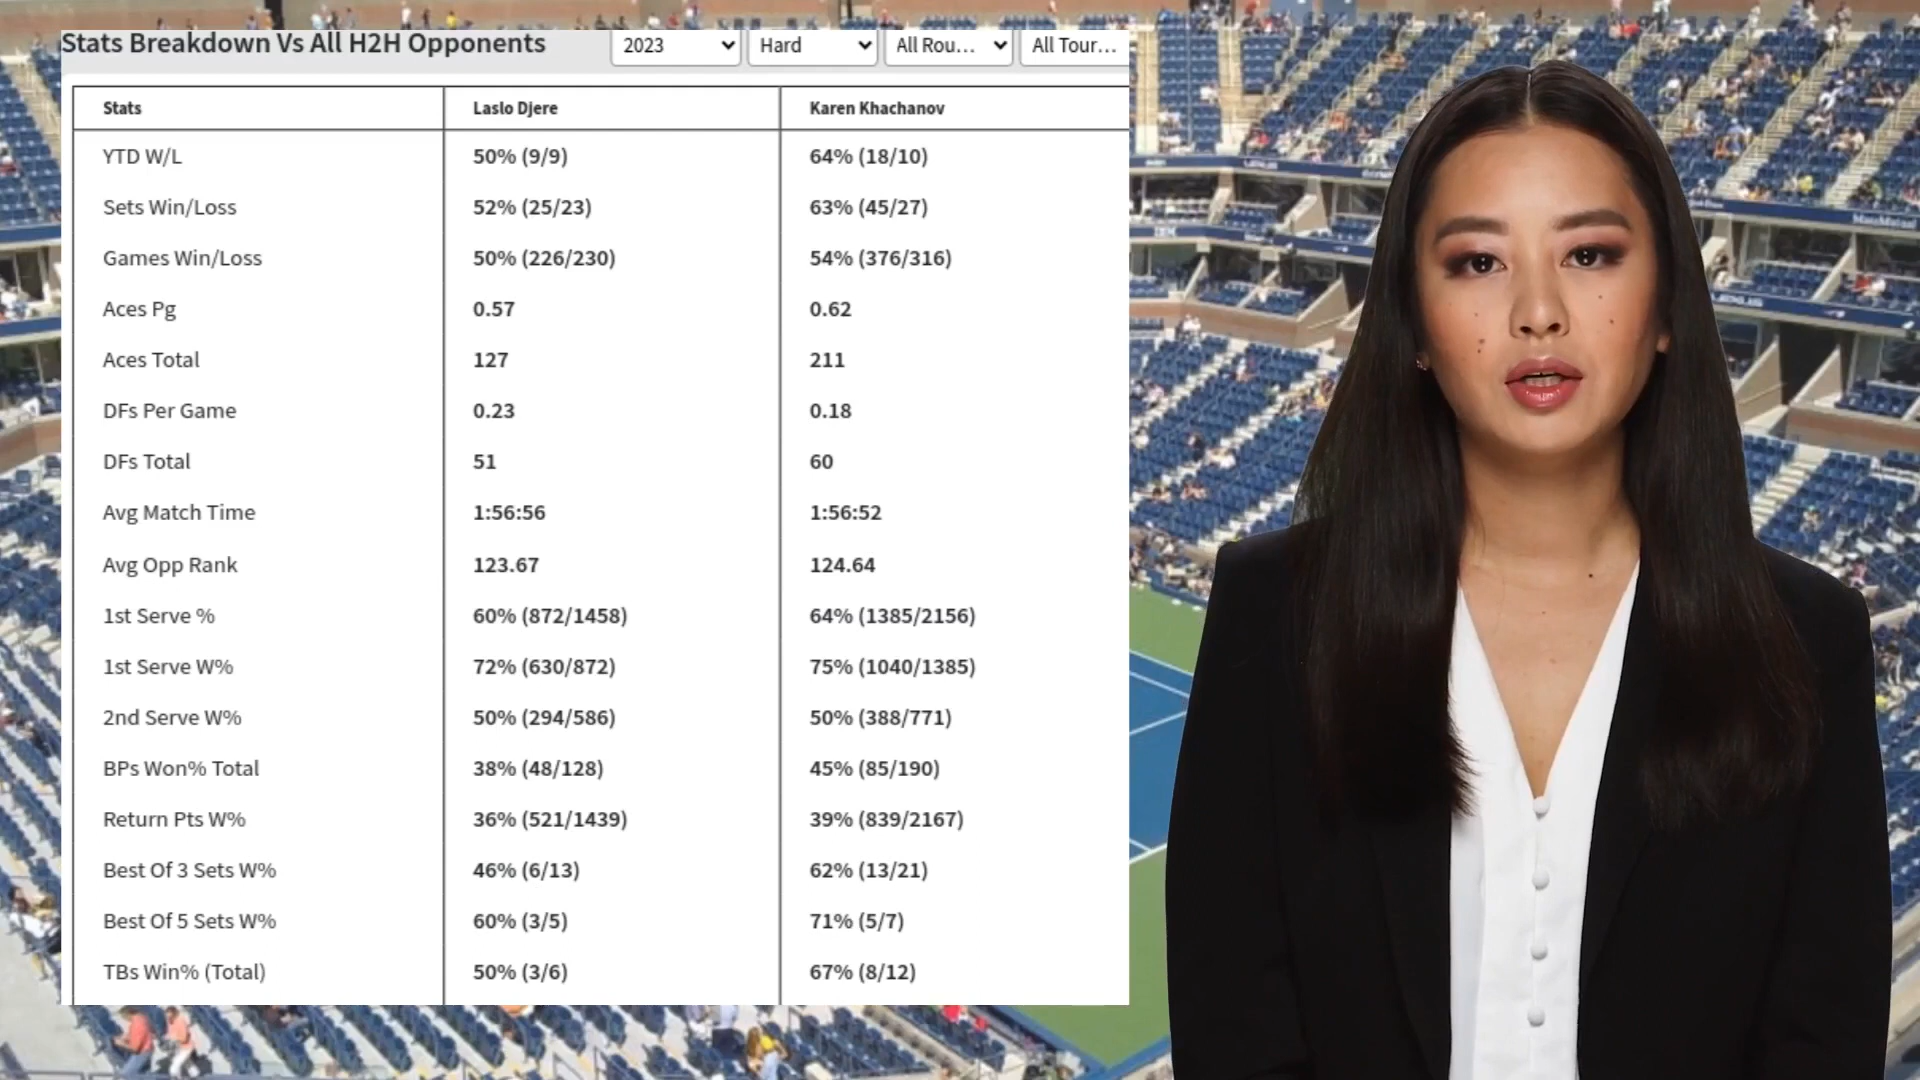 Stats Breakdown Vs All H2H Opponents 2023 Hard All Rou... All Tour...
Stats Laslo Djere Karen Khachanov
YTD W/L 50% (9/9) 64% (18/10)
Sets Win/Loss 52% (25/23) 63% (45/27)
Games Win/Loss 50% (226/230) 54% (376/316)
Aces Pg 0.57 0.62
Aces Total 127 211
DFs Per Game 0.23 0.18
DFs Total 51 60
Avg Match Time 1:56:56 1:56:52
Avg Opp Rank 123.67 124.64
1st Serve % 60% (872/1458) 64% (1385/2156)
1st Serve W% 72% (630/872) 75% (1040/1385)
2nd Serve W% 50% (294/586) 50% (388/771)
BPs Won% Total 38% (48/128) 45% (85/190)
Return Pts W% 36% (521/1439) 39% (839/2167)
Best Of 3 Sets W% 46% (6/13) 62% (13/21)
Best Of 5 Sets W% 60% (3/5) 71% (5/7)
TBs Win% (Total) 50% (3/6) 67% (8/12)
IBM